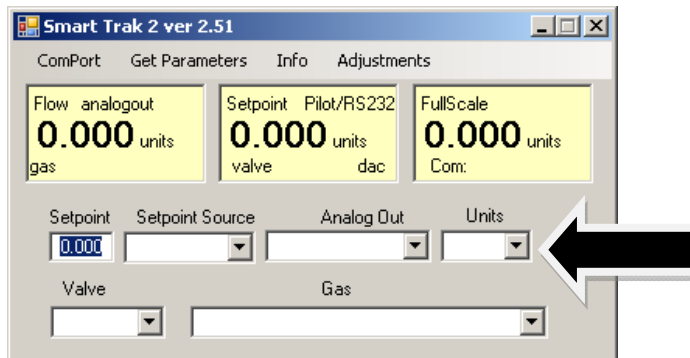 Smart Trak 2 ver 2.51
ComPort Get Parameters Info Adjustments
Flow analogout
0.000 units
gas
Setpoint Pilot/RS232
0.000 units
valve dac
FullScale
0.000 units
Com:
Setpoint Setpoint Source Analog Out Units
0.000
Valve Gas